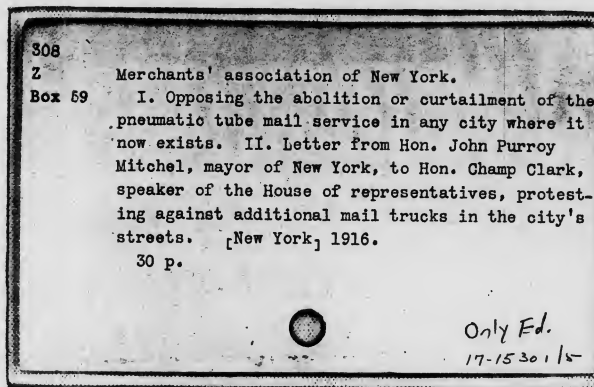 308
Z Merchants' association of New York.
Box 59 I. Opposing the abolition or curtailment of the
pneumatic tube mail service in any city where it
now exists. II. Letter from Hon. John Purroy
Mitchel, mayor of New York, to Hon. Champ Clark,
speaker of the House of representatives, protest-
ing against additional mail trucks in the city's
streets. [New York] 1916.
30 p.
Only Ed.
17-15301/5